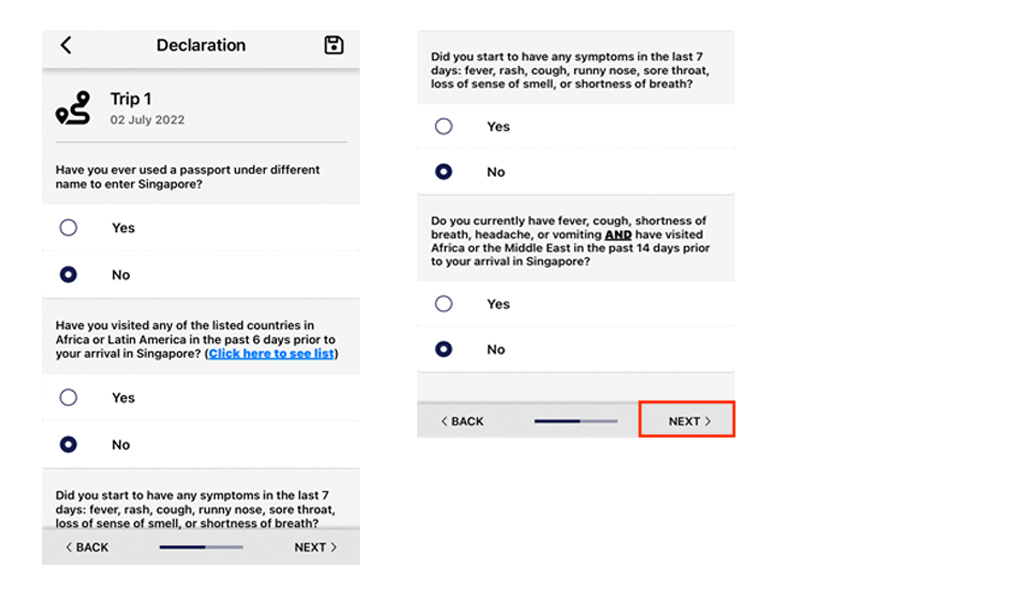 Declaration
Trip 1
02 July 2022
Have you ever used a passport under different
name to enter Singapore?
Yes
No
Have you visited any of the listed countries in
Africa or Latin America in the past 6 days prior to
your arrival in Singapore? (Click here to see list)
Yes
No
Did you start to have any symptoms in the last 7
days: fever, rash, cough, runny nose, sore throat,
loss of sense of smell, or shortness of breath?
< BACK
NEXT >
Did you start to have any symptoms in the last 7
days: fever, rash, cough, runny nose, sore throat,
loss of sense of smell, or shortness of breath?
Yes
No
Do you currently have fever, cough, shortness of
breath, headache, or vomiting AND have visited
Africa or the Middle East in the past 14 days prior
to your arrival in Singapore?
Yes
No
< BACK
NEXT >